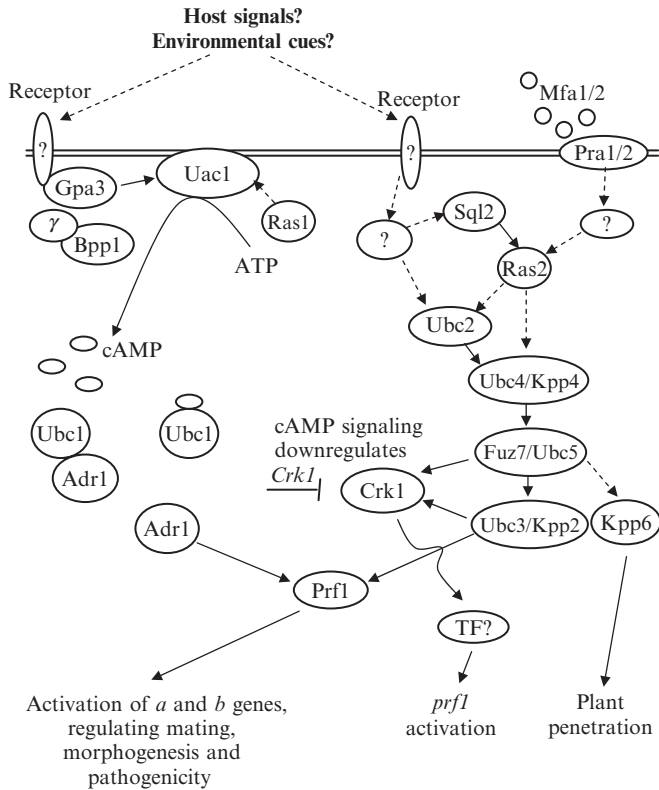 Host signals?
Environmental cues?
Receptor
Receptor
Mfa1/2
?
?
Pra1/2
Gpa3
Uac1
γ
Bpp1
Ras1
ATP
?
Sql2
?
Ras2
Ubc2
cAMP
Ubc4/Kpp4
Ubc1
Adr1
Ubc1
cAMP signaling
downregulates
Crk1
Crk1
Fuz7/Ubc5
Ubc3/Kpp2
Kpp6
Adr1
Prf1
TF?
Activation of a and b genes,
regulating mating,
morphogenesis and
pathogenicity
prf1
activation
Plant
penetration